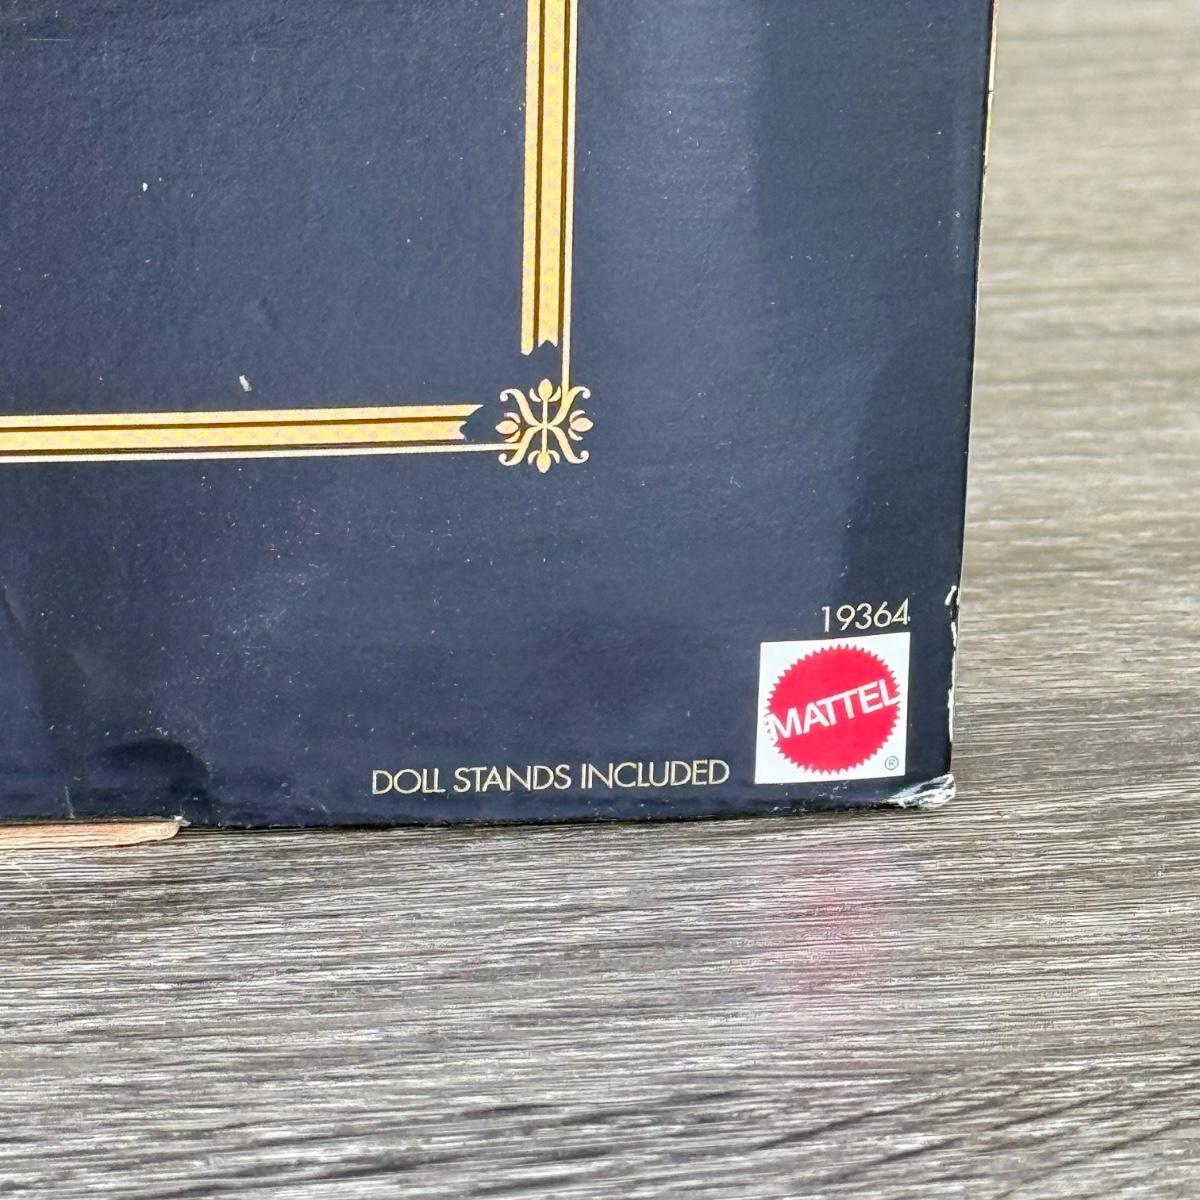 19364
MATTEL
®
DOLL STANDS INCLUDED